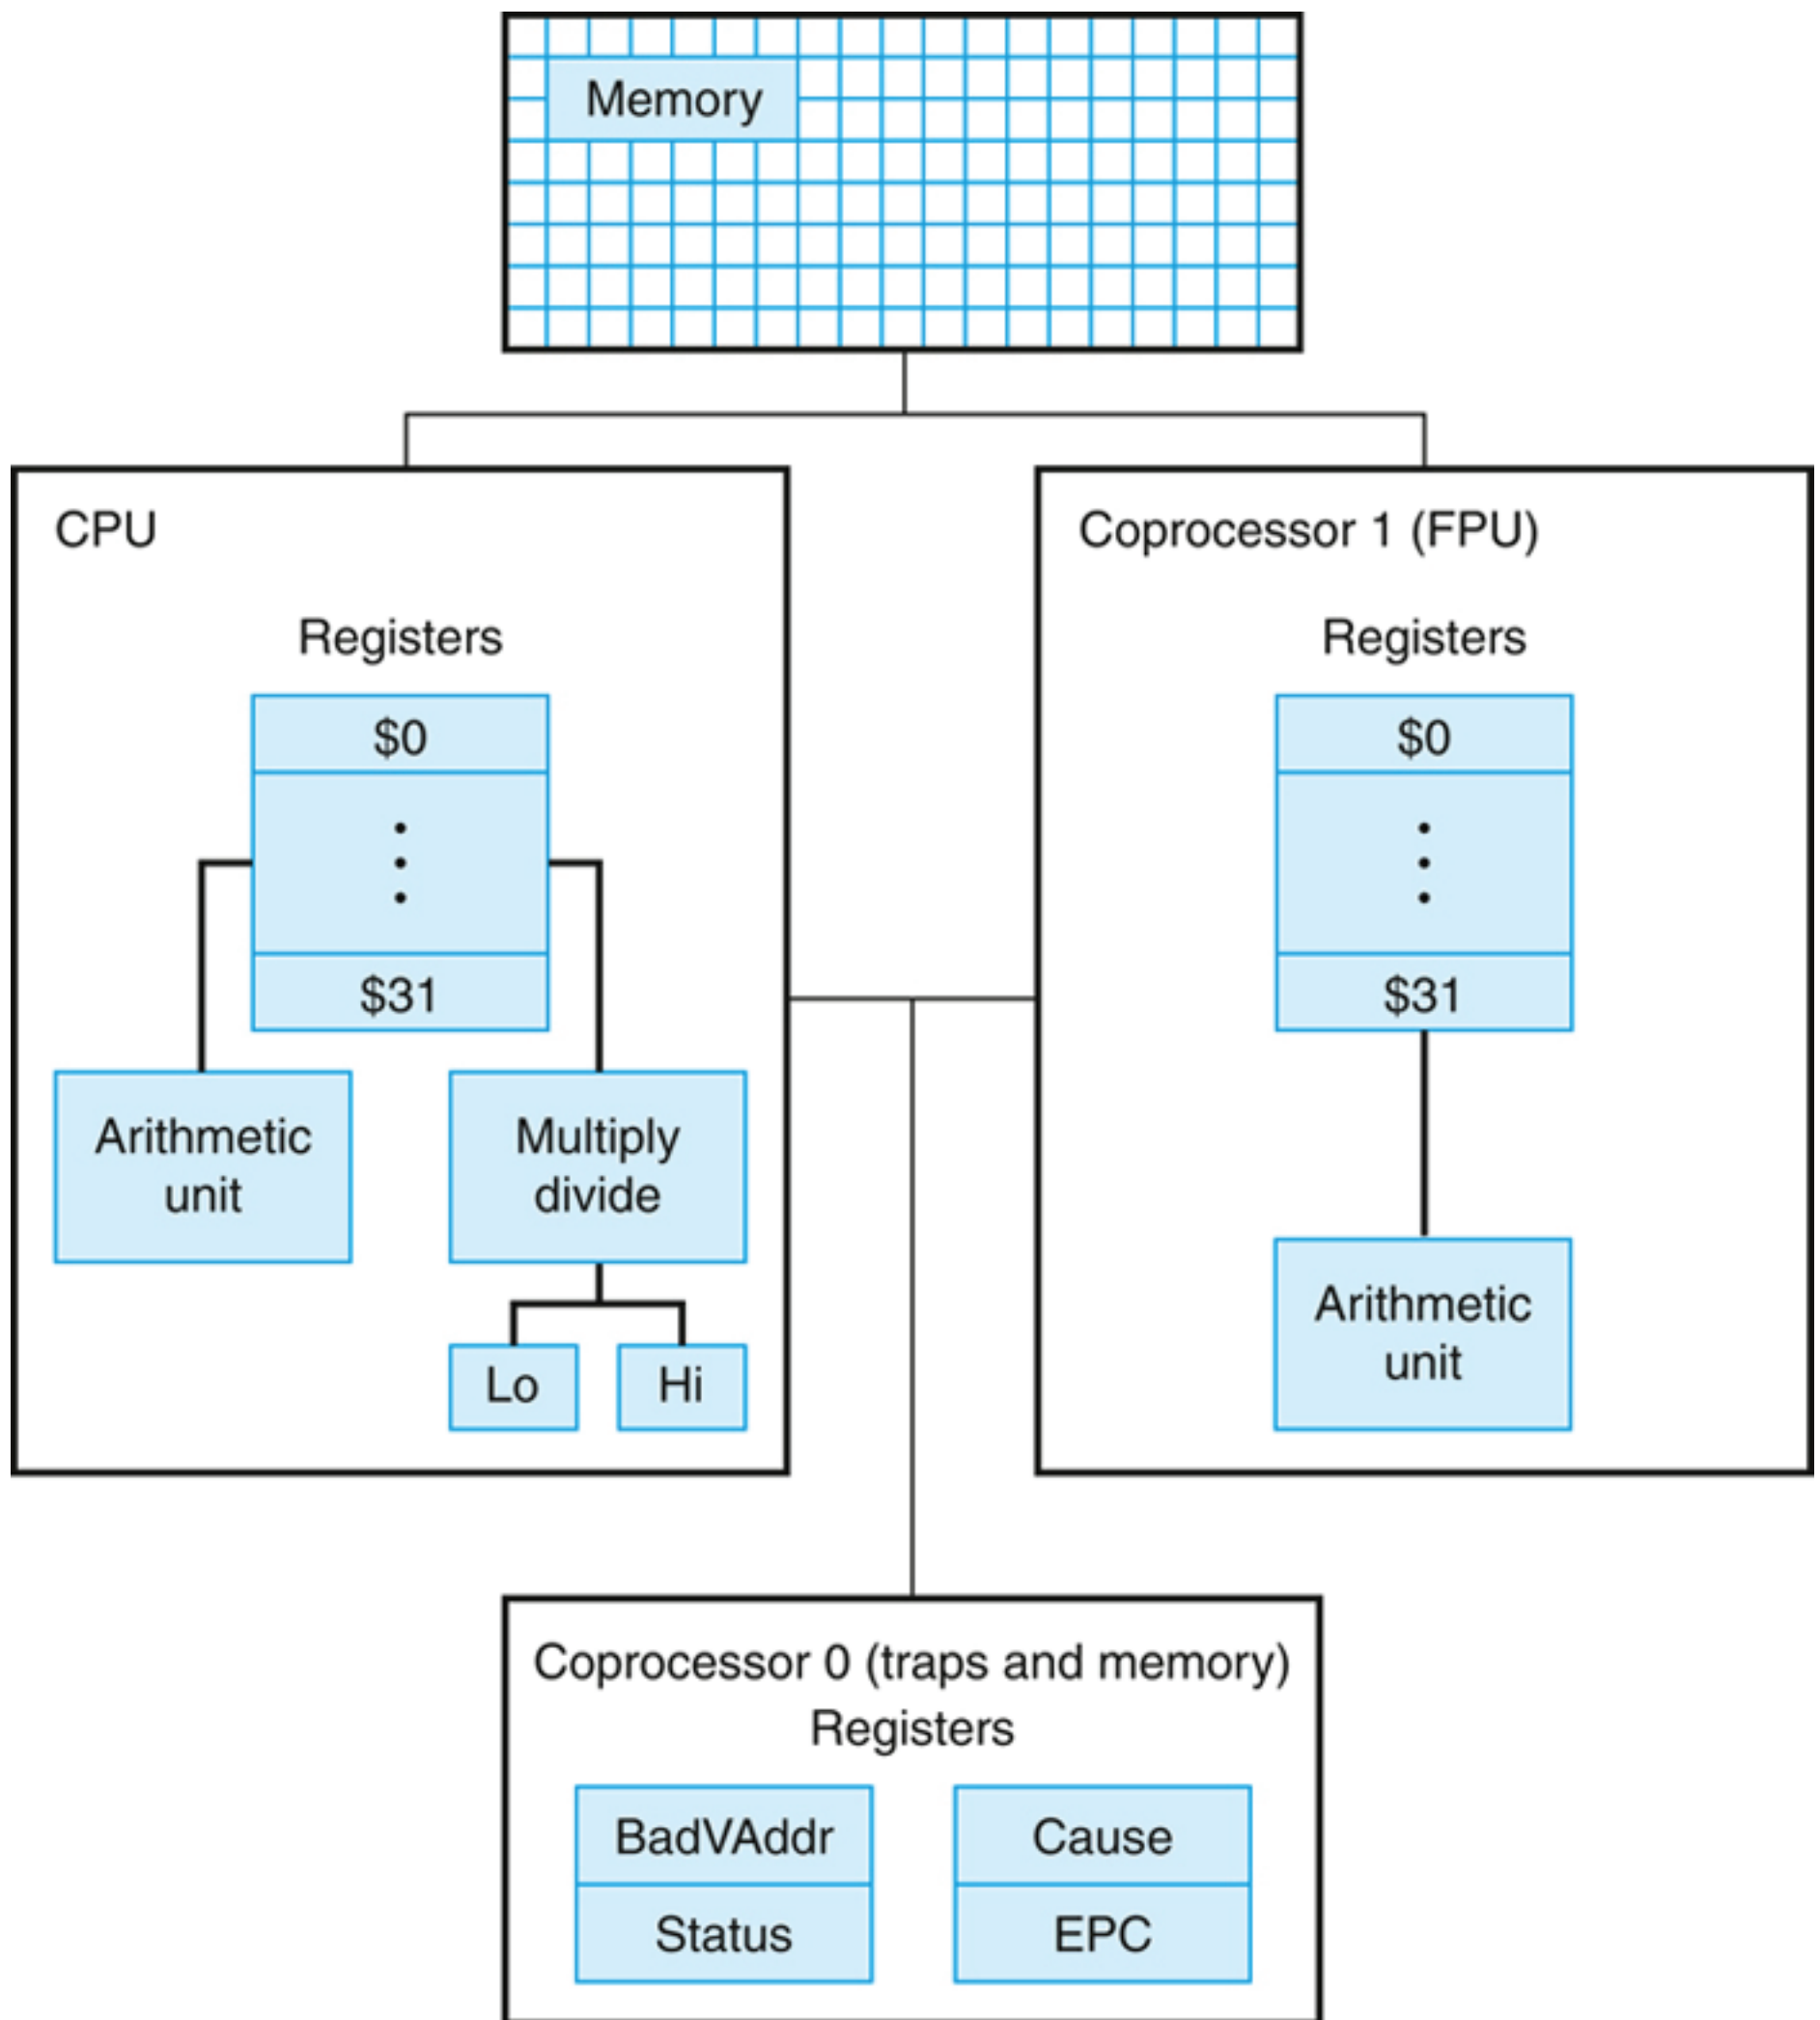 Memory
CPU
Registers
$0
$31
Arithmetic
unit
Multiply
divide
Lo
Hi
Coprocessor 1 (FPU)
Registers
$0
$31
Arithmetic
unit
Coprocessor 0 (traps and memory)
Registers
BadVAddr
Cause
Status
EPC